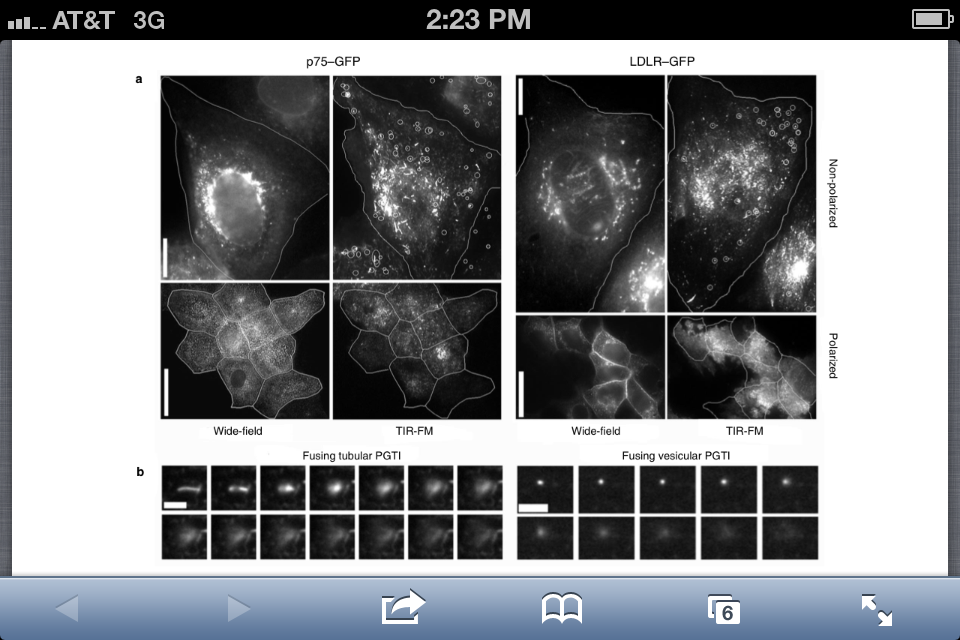 AT&T 3G 2:23 PM
p75–GFP LDLR–GFP
a
Non-polarized
Polarized
Wide-field TIR-FM Wide-field TIR-FM
Fusing tubular PGTI Fusing vesicular PGTI
b
6